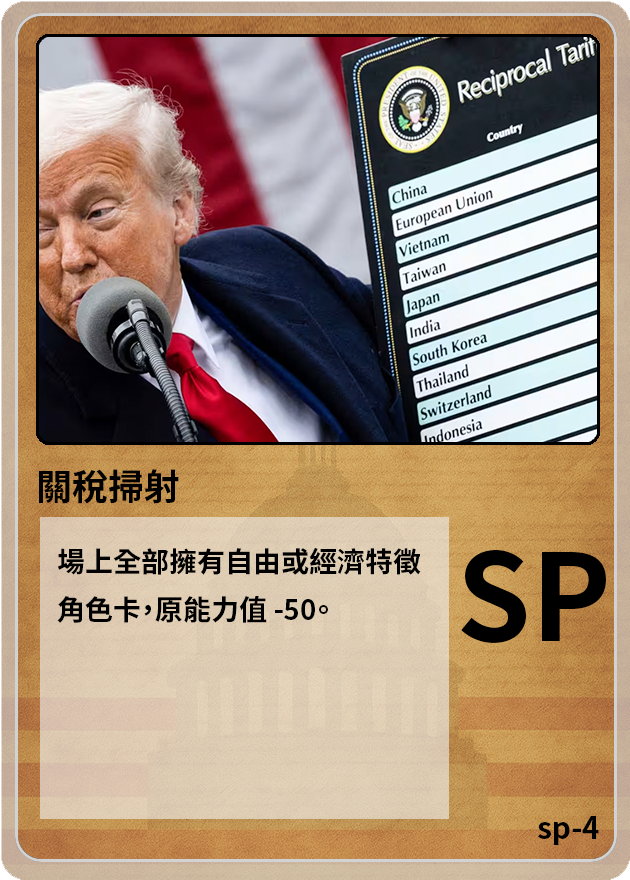 Reciprocal Tarif
Country
China
European Union
Vietnam
Taiwan
Japan
India
South Korea
Thailand
Switzerland
Indonesia
關稅掃射
場上全部擁有自由或經濟特徵
角色卡，原能力值 -50。
SP
sp-4